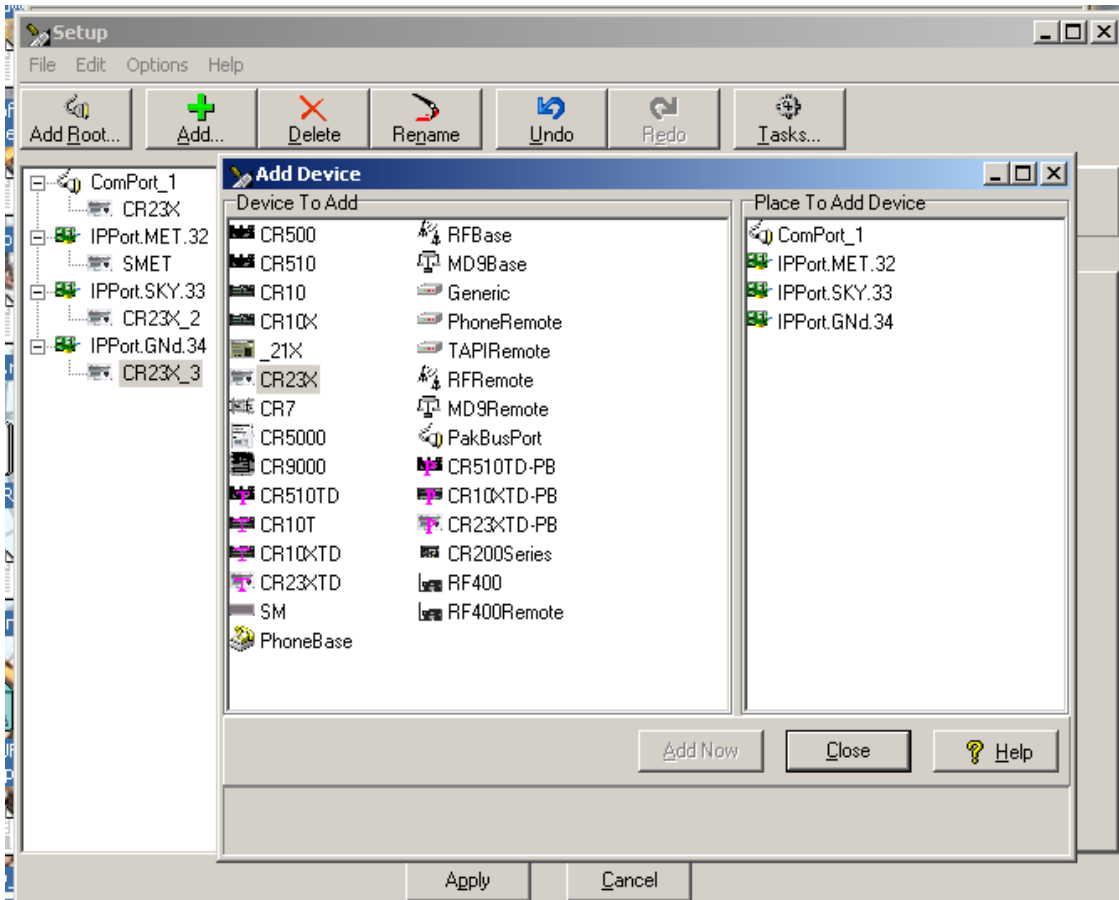 Setup
File Edit Options Help
Add Root... Add... Delete Rename Undo Redo Tasks...
ComPort_1
CR23X
IPPort.MET.32
SMET
IPPort.SKY.33
CR23X_2
IPPort.GNd.34
CR23X_3
Add Device
Device To Add
CR500
CR510
CR10
CR10X
_21X
CR23X
CR7
CR5000
CR9000
CR510TD
CR10T
CR10XTD
CR23XTD
SM
PhoneBase
RFBase
MD9Base
Generic
PhoneRemote
TAPIRemote
RFRemote
MD9Remote
PakBusPort
CR510TD-PB
CR10XTD-PB
CR23XTD-PB
CR200Series
RF400
RF400Remote
Place To Add Device
ComPort_1
IPPort.MET.32
IPPort.SKY.33
IPPort.GNd.34
Add Now Close Help
Apply Cancel